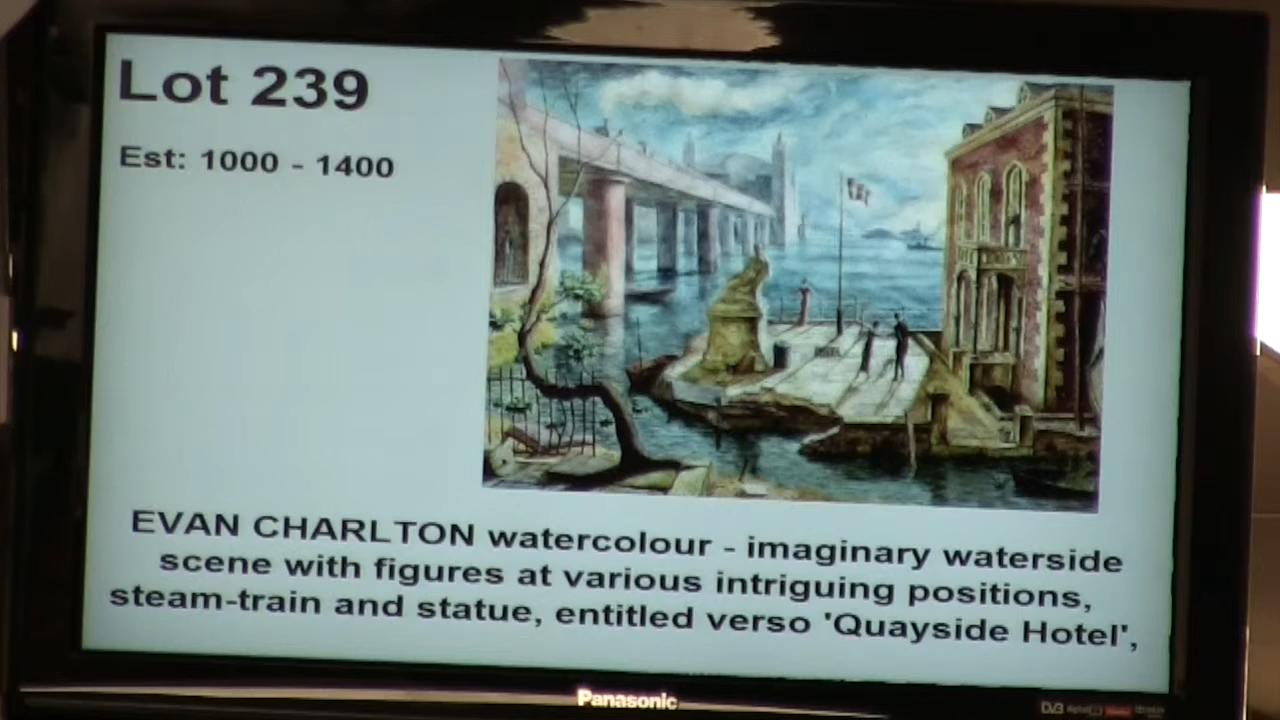 Lot 239
Est: 1000 - 1400
EVAN CHARLTON watercolour - imaginary waterside
scene with figures at various intriguing positions,
steam-train and statue, entitled verso 'Quayside Hotel',
Panasonic
DVB